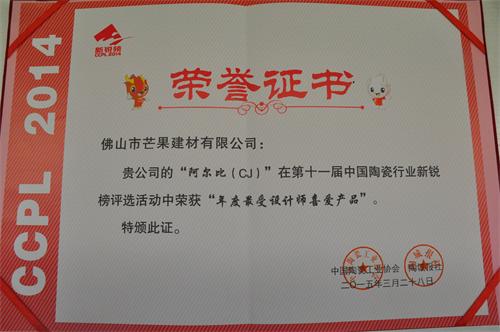 CCPL 2014
新锐榜
CCPL 2014
荣誉证书
佛山市芒果建材有限公司：
贵公司的“阿尔比（CJ）”在第十一届中国陶瓷行业新锐
榜评选活动中荣获“年度最受设计师喜爱产品”。
特颁此证。
中国陶瓷工业协会 陶城报社
二〇一五年三月二十八日